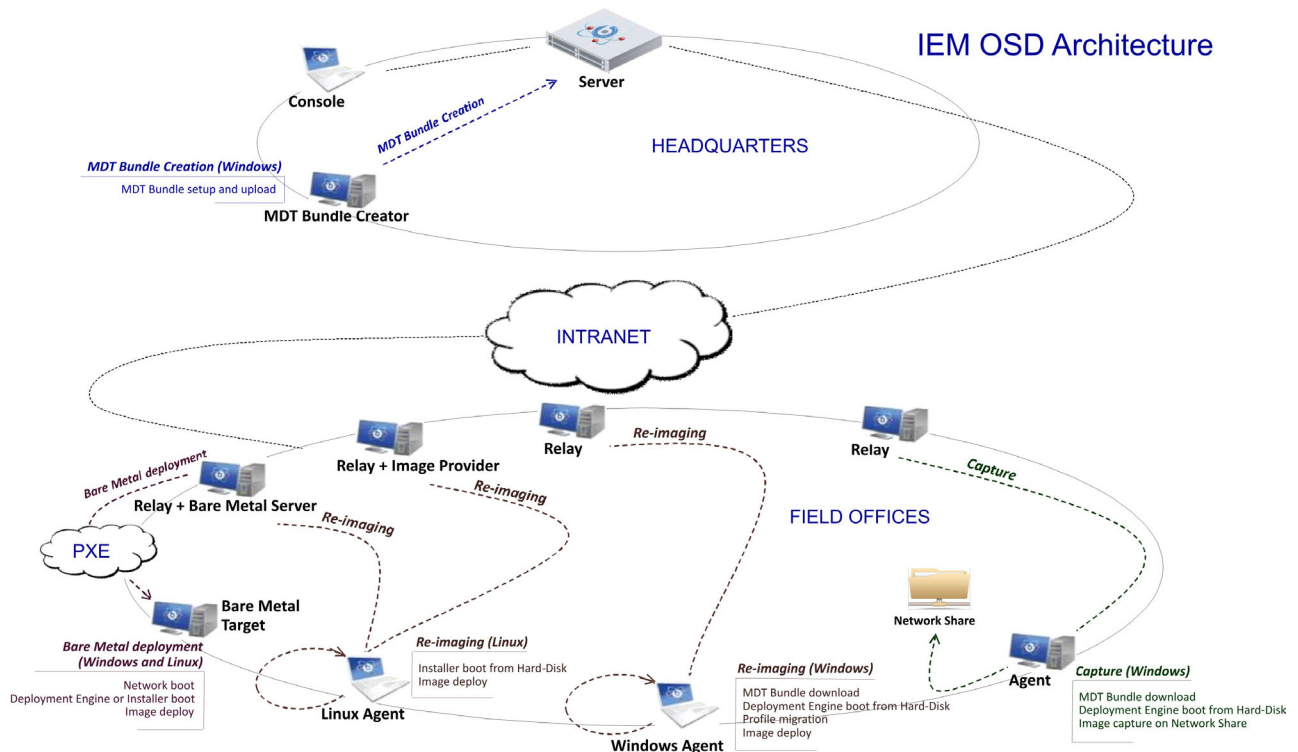 IEM OSD Architecture
Server
Console
MDT Bundle Creation
HEADQUARTERS
MDT Bundle Creation (Windows)
MDT Bundle setup and upload
MDT Bundle Creator
INTRANET
Relay
Re-imaging
Relay
Relay + Image Provider
Capture
Bare Metal deployment
Relay + Bare Metal Server
Re-imaging
Re-imaging
FIELD OFFICES
PXE
Bare Metal
Target
Network Share
Bare Metal deployment
(Windows and Linux)
Network boot
Deployment Engine or Installer boot
Image deploy
Re-imaging (Linux)
Installer boot from Hard-Disk
Image deploy
Linux Agent
Re-imaging (Windows)
MDT Bundle download
Deployment Engine boot from Hard-Disk
Profile migration
Image deploy
Windows Agent
Agent
Capture (Windows)
MDT Bundle download
Deployment Engine boot from Hard-Disk
Image capture on Network Share